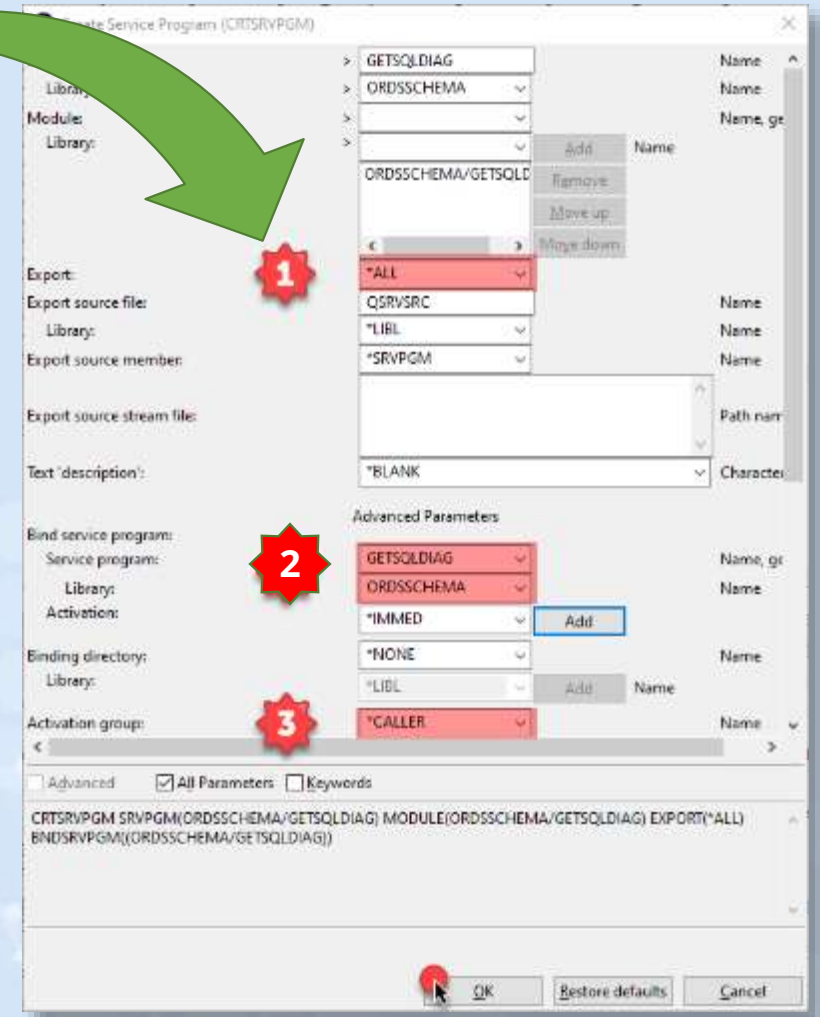 Create Service Program (CRTSRVPGM)
> GETSQLDIAG Name
Library: > ORDSSCHEMA Name
Module: > Name, ge
Library: > Add Name
ORDSSCHEMA/GETSQLD Remove
Move up
Move down
Export: 1 *ALL
Export source file: QSRVSRC Name
Library: *LIBL Name
Export source member: *SRVPGM Name
Export source stream file: Path nam
Text 'description': *BLANK Character
Advanced Parameters
Bind service program:
Service program: 2 GETSQLDIAG Name, ge
Library: ORDSSCHEMA Name
Activation: *IMMED Add
Binding directory: *NONE Name
Library: *LIBL Add Name
Activation group: 3 *CALLER Name
Advanced All Parameters Keywords
CRTSRVPGM SRVPGM(ORDSSCHEMA/GETSQLDIAG) MODULE(ORDSSCHEMA/GETSQLDIAG) EXPORT(*ALL)
BNDSRVPGM((ORDSSCHEMA/GETSQLDIAG))
OK Restore defaults Cancel